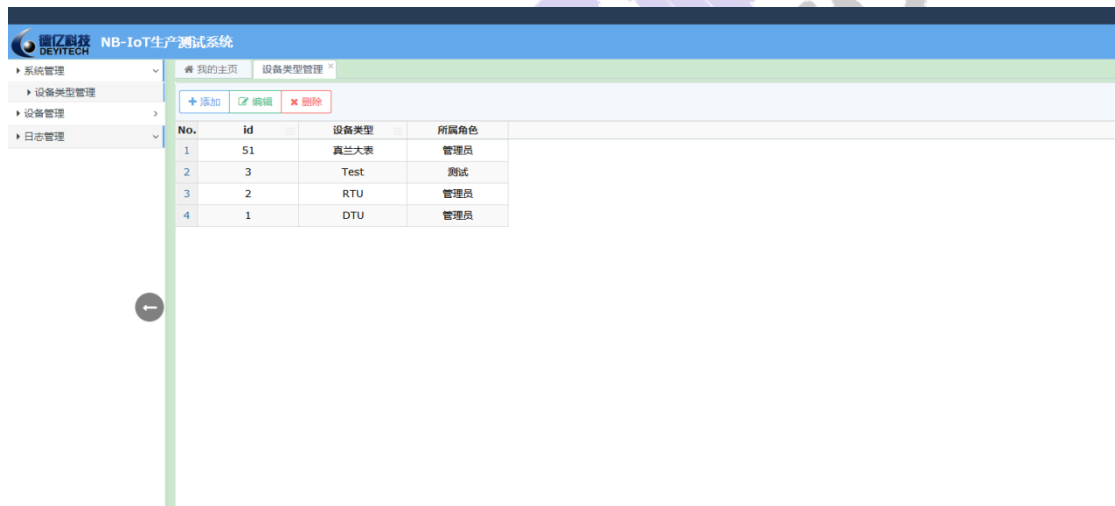 德亿科技 NB-IoT生产测试系统
DEYITECH
系统管理
设备类型管理
设备管理
日志管理
我的主页 设备类型管理 ×
添加 编辑 删除
No. id 设备类型 所属角色
1 51 真兰大表 管理员
2 3 Test 测试
3 2 RTU 管理员
4 1 DTU 管理员